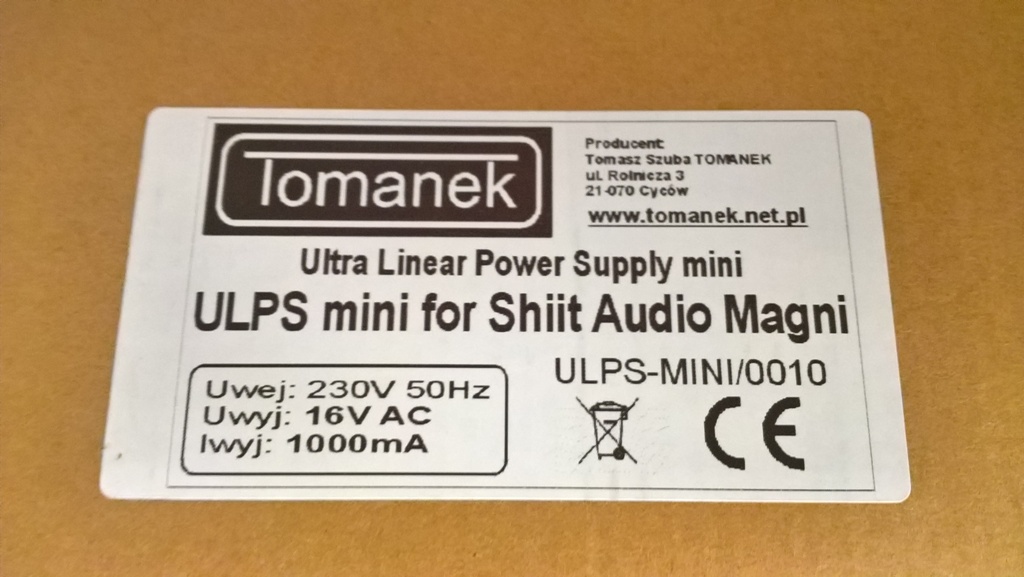 Tomanek
Producent:
Tomasz Szuba TOMANEK
ul. Rolnicza 3
21-070 Cyców
www.tomanek.net.pl
Ultra Linear Power Supply mini
ULPS mini for Shiit Audio Magni
Uwej: 230V 50Hz
Uwyj: 16V AC
Iwyj: 1000mA
ULPS-MINI/0010
CE